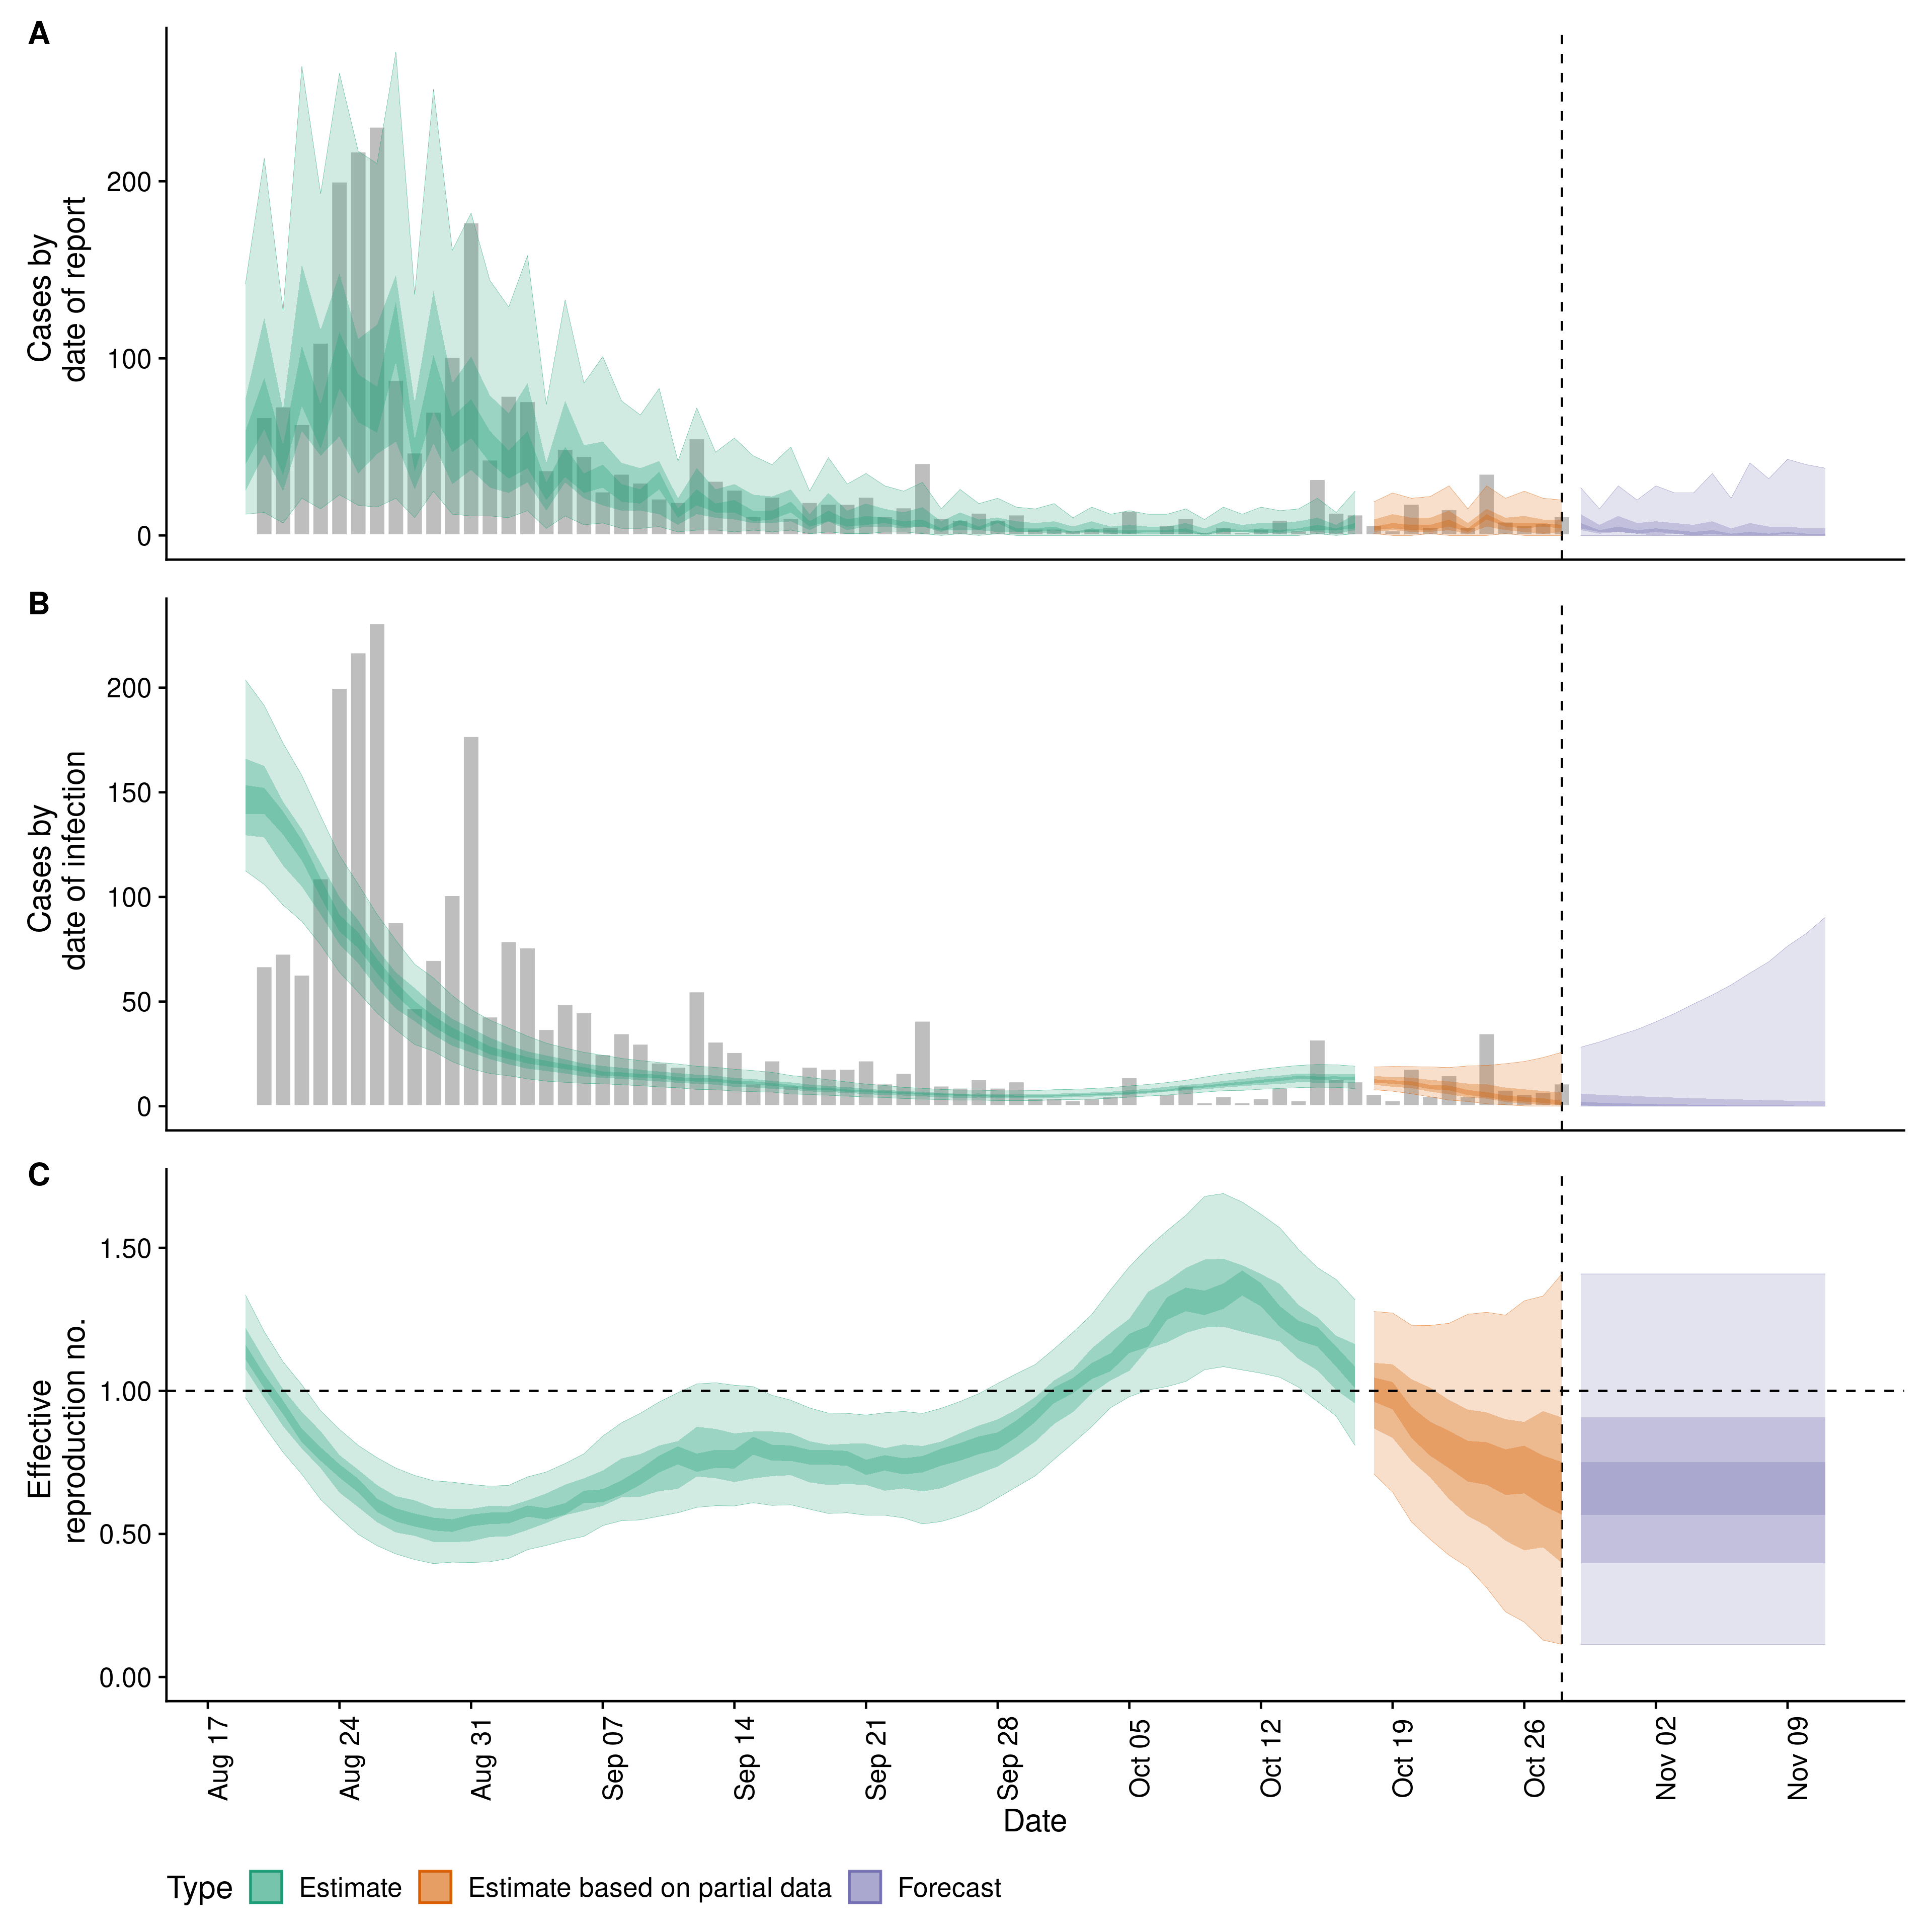 A
Cases by
date of report
200
100
0
B
Cases by
date of infection
200
150
100
50
0
C
Effective
reproduction no.
1.50
1.00
0.50
0.00
Aug 17
Aug 24
Aug 31
Sep 07
Sep 14
Sep 21
Sep 28
Oct 05
Oct 12
Oct 19
Oct 26
Nov 02
Nov 09
Date
Type Estimate Estimate based on partial data Forecast